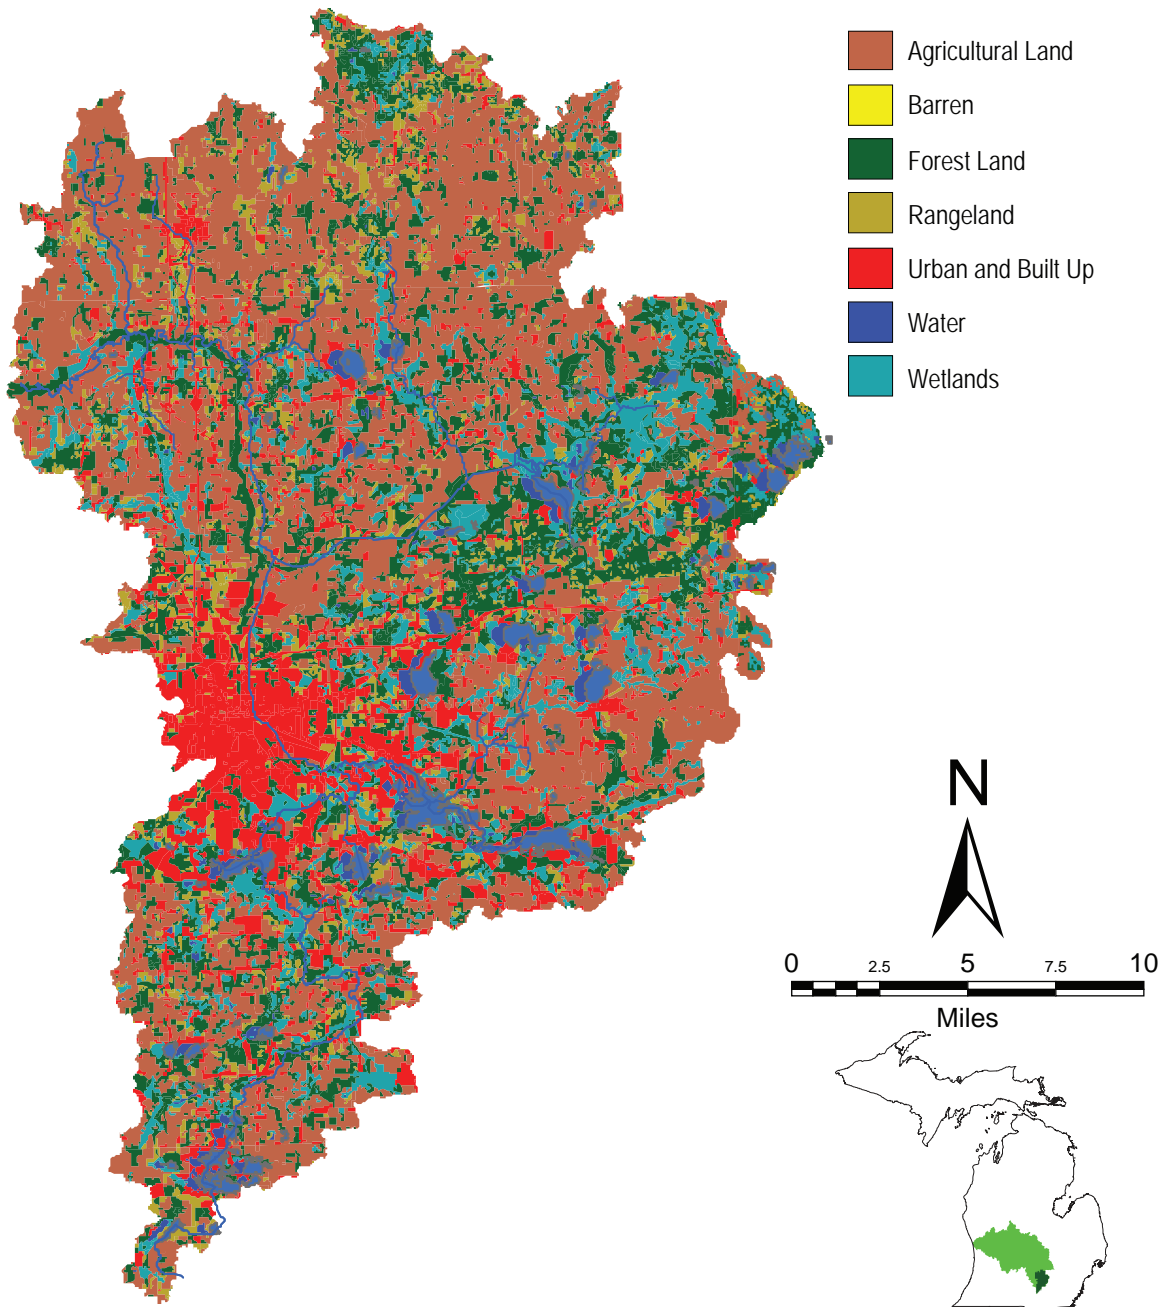 Agricultural Land
Barren
Forest Land
Rangeland
Urban and Built Up
Water
Wetlands
N
0 2.5 5 7.5 10
Miles